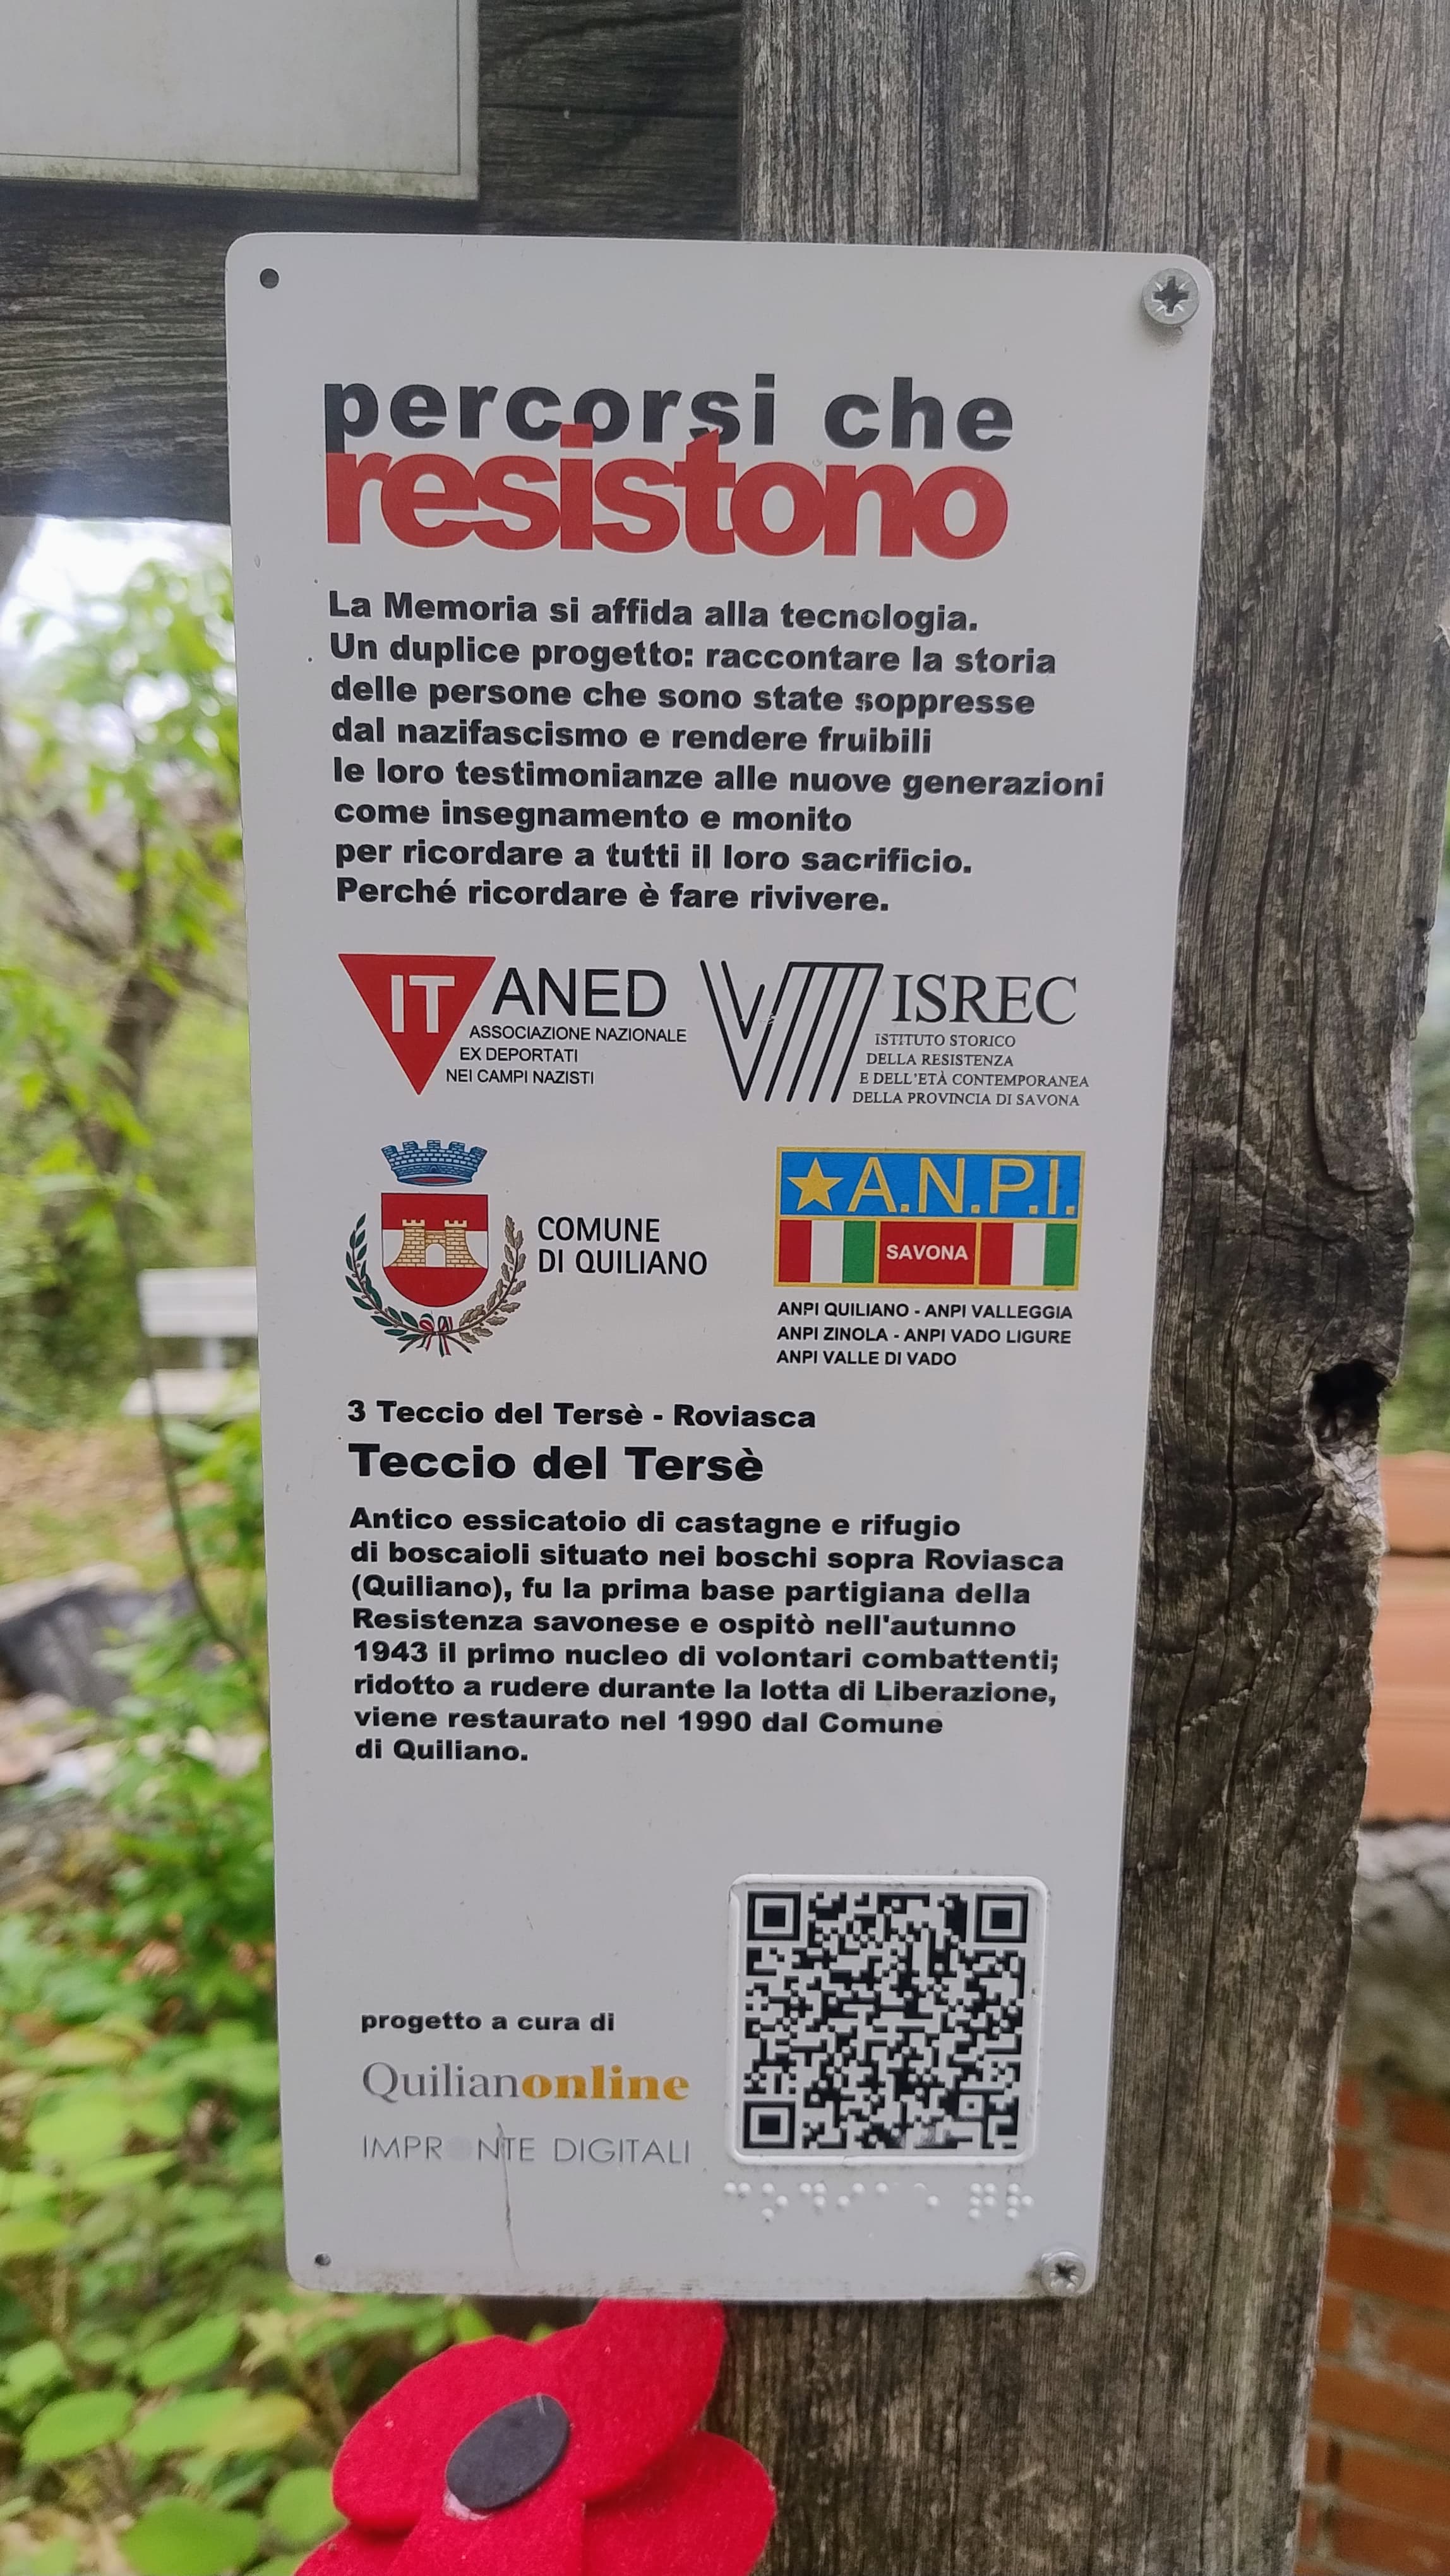 percorsi che
resistono
La Memoria si affida alla tecnologia.
Un duplice progetto: raccontare la storia
delle persone che sono state soppresse
dal nazifascismo e rendere fruibili
le loro testimonianze alle nuove generazioni
come insegnamento e monito
per ricordare a tutti il loro sacrificio.
Perché ricordare è fare rivivere.
IT ANED
ASSOCIAZIONE NAZIONALE
EX DEPORTATI
NEI CAMPI NAZISTI
ISREC
ISTITUTO STORICO
DELLA RESISTENZA
E DELL'ETÀ CONTEMPORANEA
DELLA PROVINCIA DI SAVONA
COMUNE
DI QUILIANO
A.N.P.I.
SAVONA
ANPI QUILIANO - ANPI VALLEGGIA
ANPI ZINOLA - ANPI VADO LIGURE
ANPI VALLE DI VADO
3 Teccio del Tersè - Roviasca
Teccio del Tersè
Antico essicatoio di castagne e rifugio
di boscaioli situato nei boschi sopra Roviasca
(Quiliano), fu la prima base partigiana della
Resistenza savonese e ospitò nell'autunno
1943 il primo nucleo di volontari combattenti;
ridotto a rudere durante la lotta di Liberazione,
viene restaurato nel 1990 dal Comune
di Quiliano.
progetto a cura di
Quilianonline
IMPRONTE DIGITALI